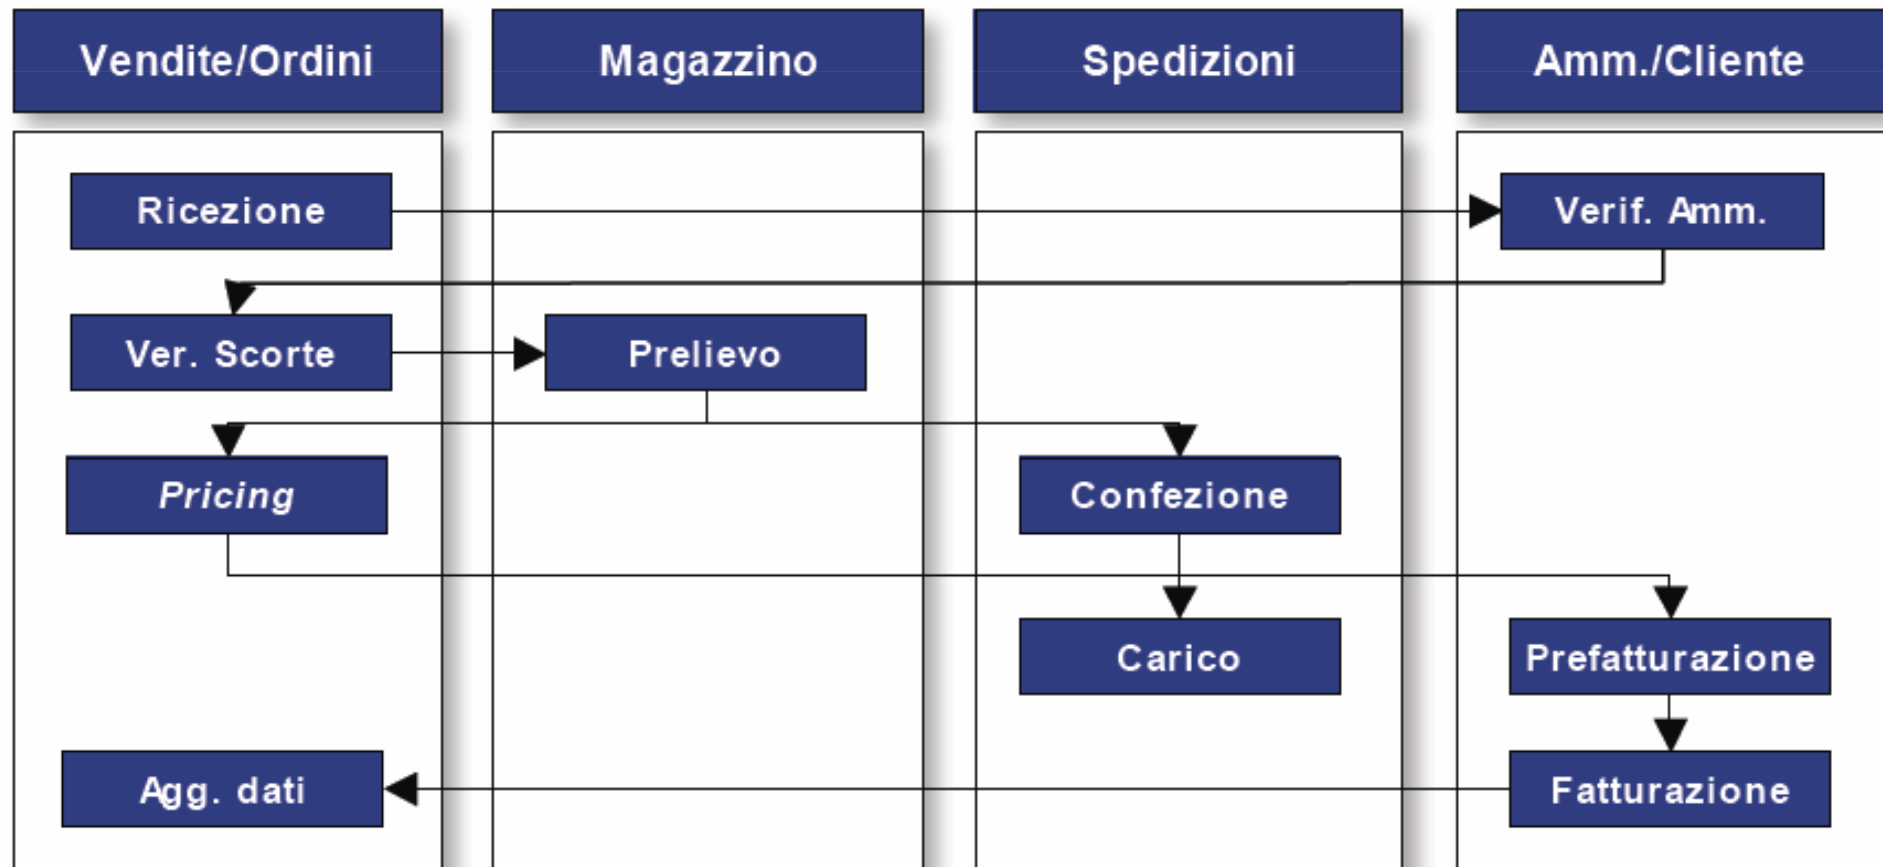 Vendite/Ordini
Magazzino
Spedizioni
Amm./Cliente
Ricezione
Verif. Amm.
Ver. Scorte
Prelievo
Pricing
Confezione
Carico
Prefatturazione
Agg. dati
Fatturazione